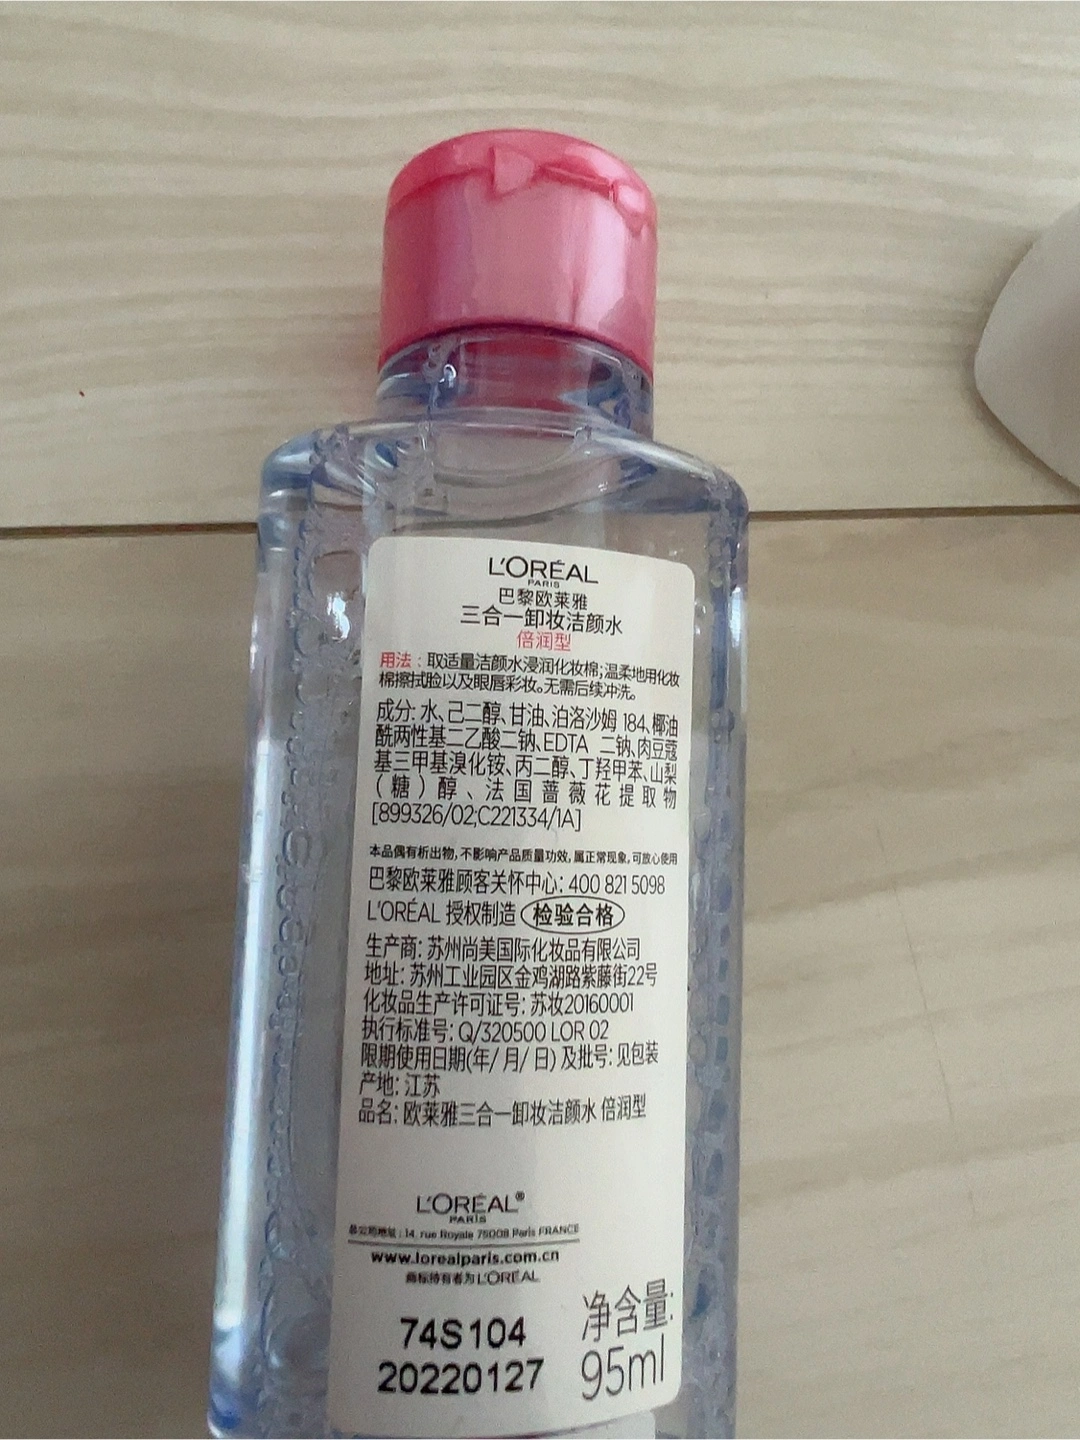 L'ORÉAL
PARIS
巴黎欧莱雅
三合一卸妆洁颜水
倍润型
用法：取适量洁颜水浸润化妆棉；温柔地用化妆
棉擦拭脸以及眼唇彩妆。无需后续冲洗。
成分: 水、己二醇、甘油、泊洛沙姆 184、椰油
酰两性基二乙酸二钠、EDTA 二钠、肉豆蔻
基三甲基溴化铵、丙二醇、丁羟甲苯、山梨
（糖）醇、法国蔷薇花提取物
[899326/02;C221334/1A]
本品偶有析出物,不影响产品质量功效,属正常现象,可放心使用
巴黎欧莱雅顾客关怀中心: 400 821 5098
L'ORÉAL 授权制造 检验合格
生产商: 苏州尚美国际化妆品有限公司
地址: 苏州工业园区金鸡湖路紫藤街22号
化妆品生产许可证号: 苏妆20160001
执行标准号: Q/320500 LOR 02
限期使用日期(年/月/日) 及批号: 见包装
产地: 江苏
品名: 欧莱雅三合一卸妆洁颜水 倍润型
L'ORÉAL®
PARIS
总公司地址：14, rue Royale 75008 Paris FRANCE
www.lorealparis.com.cn
商标持有者为L'ORÉAL
74S104
20220127
净含量:
95ml